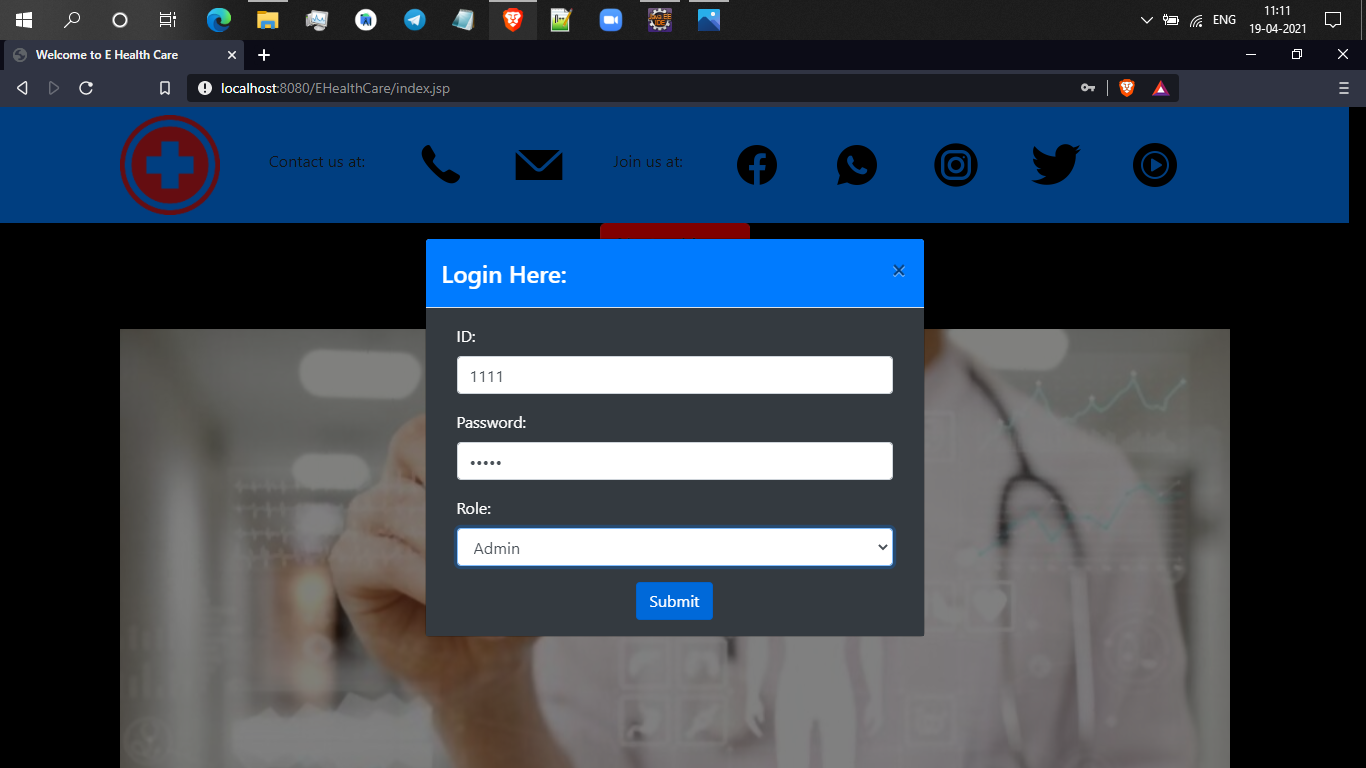 11:11
ENG
19-04-2021
Welcome to E Health Care
localhost:8080/EHealthCare/index.jsp
Contact us at:
Join us at:
Login Here:
ID:
1111
Password:
•••••
Role:
Admin
Submit